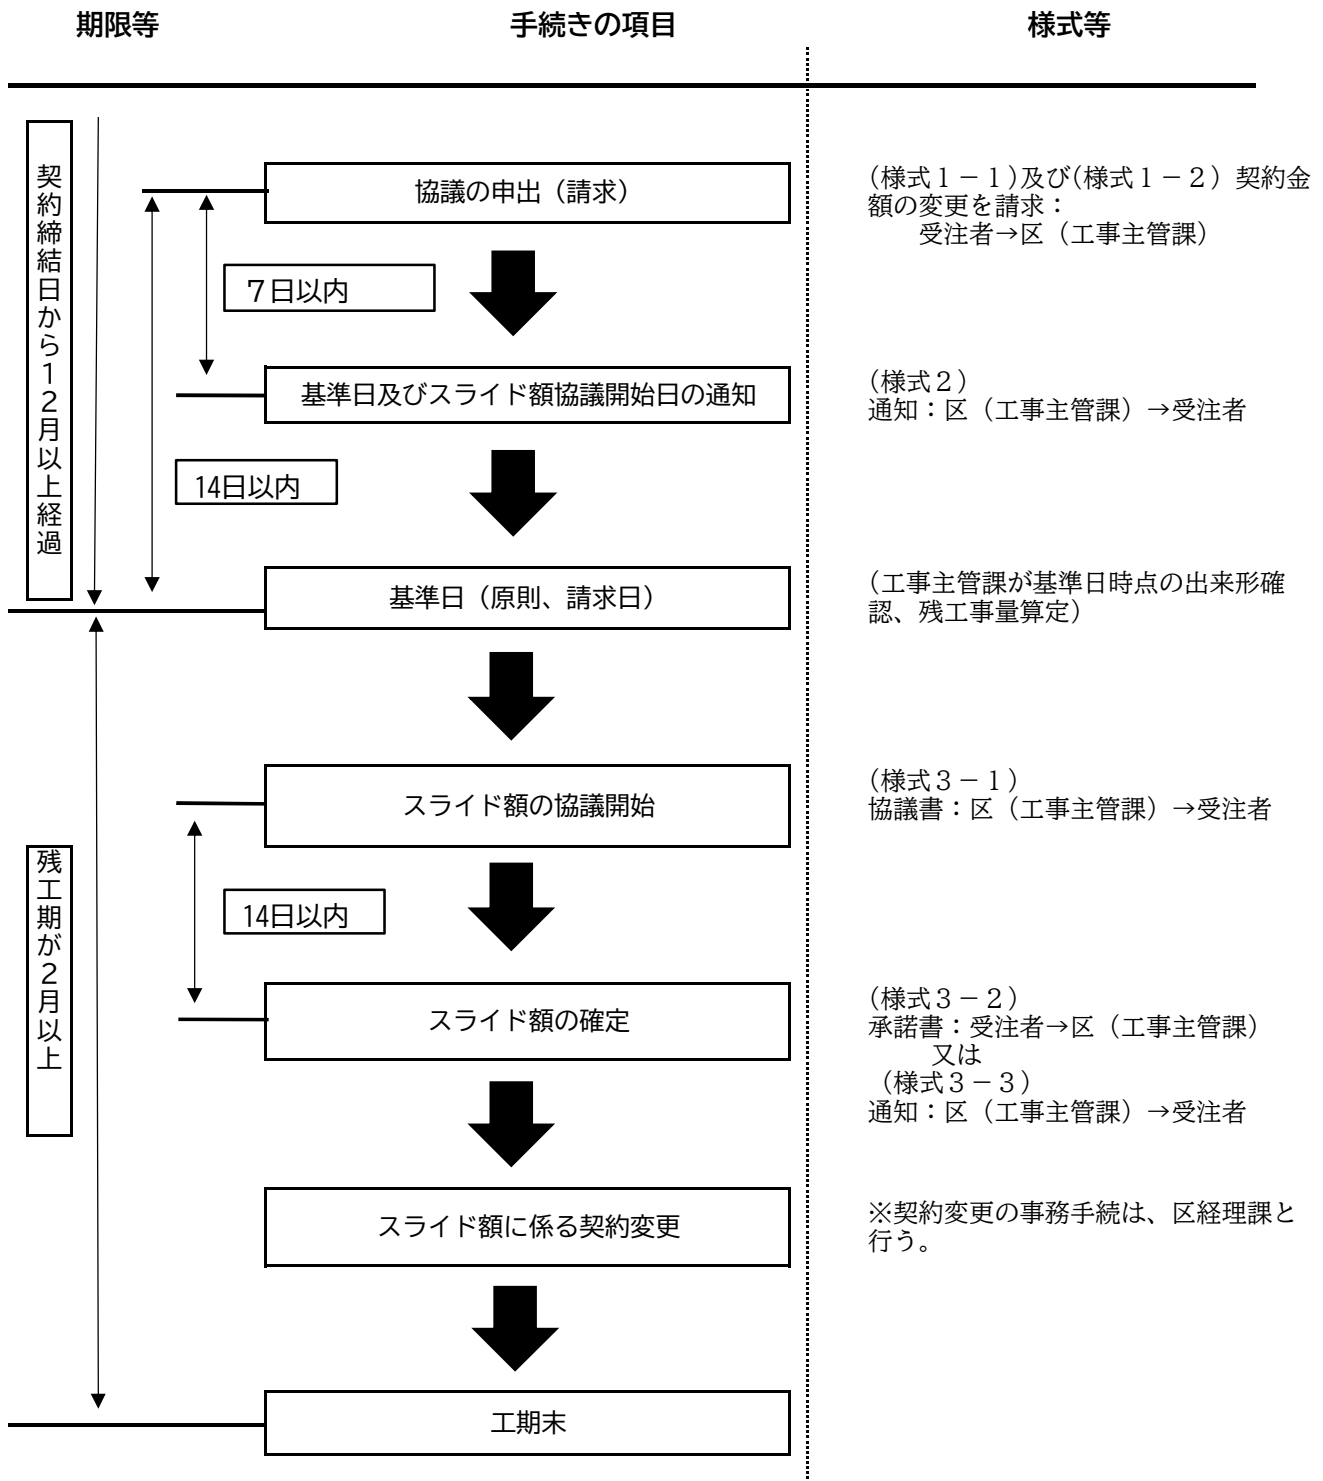 期限等
手続きの項目
様式等
契約締結日から12月以上経過
協議の申出（請求）
（様式１－１）及び（様式１－２）契約金
額の変更を請求：
受注者→区（工事主管課）
７日以内
基準日及びスライド額協議開始日の通知
（様式２）
通知：区（工事主管課）→受注者
14日以内
基準日（原則、請求日）
（工事主管課が基準日時点の出来形確
認、残工事量算定）
残工期が２月以上
スライド額の協議開始
（様式３－１）
協議書：区（工事主管課）→受注者
14日以内
スライド額の確定
（様式３－２）
承諾書：受注者→区（工事主管課）
又は
（様式３－３）
通知：区（工事主管課）→受注者
スライド額に係る契約変更
※契約変更の事務手続は、区経理課と
行う。
工期末